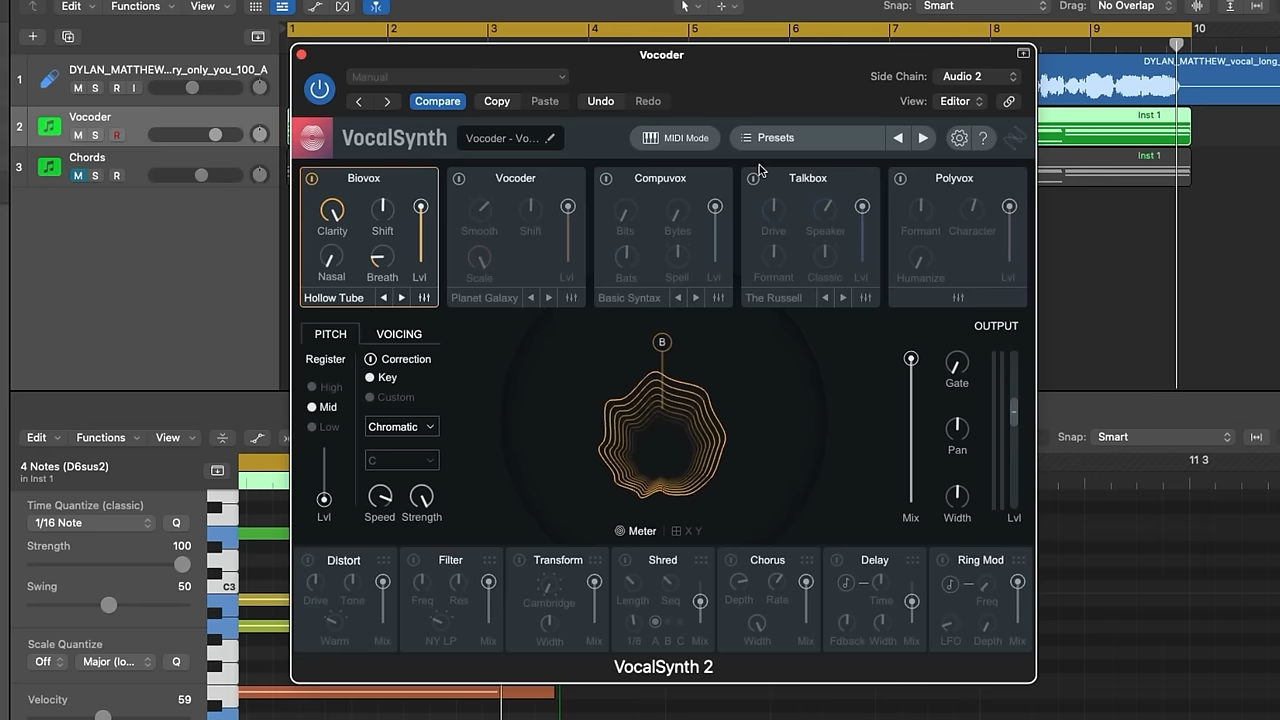 Edit Functions View Snap: Smart Drag: No Overlap
1 2 3 4 5 6 7 8 9 10
1 DYLAN_MATTHEW...ry_only_you_100_A
M S R I
DYLAN_MATTHEW_vocal_long_
2 Vocoder
M S R
Inst 1
3 Chords
M S R
Inst 1
Vocoder
Manual
Side Chain: Audio 2
Compare Copy Paste Undo Redo
View: Editor
VocalSynth Vocoder - Vo... MIDI Mode Presets ?
Biovox Vocoder Compuvox Talkbox Polyvox
Clarity Shift Smooth Shift Bits Bytes Drive Speaker Formant Character
Nasal Breath Lvl Scale Lvl Bats Spell Lvl Formant Classic Lvl Humanize Lvl
Hollow Tube Planet Galaxy Basic Syntax The Russell
PITCH VOICING
OUTPUT
Register Correction
High Key
Mid Custom
Low Chromatic
C
Lvl Speed Strength
B
Gate
Pan
Mix Width Lvl
Meter X Y
Distort Filter Transform Shred Chorus Delay Ring Mod
Drive Tone Freq Res Cambridge Length Seq Depth Rate Time Freq
Warm Mix NY LP Mix Width Mix 1/8 A B C Mix Width Mix Fdback Width Mix LFO Depth Mix
VocalSynth 2
Edit Functions View
Snap: Smart
4 Notes (D6sus2)
in Inst 1
11 3
Time Quantize (classic)
1/16 Note Q
Strength 100
Swing 50
C3
Scale Quantize
Off Major (lo... Q
Velocity 59